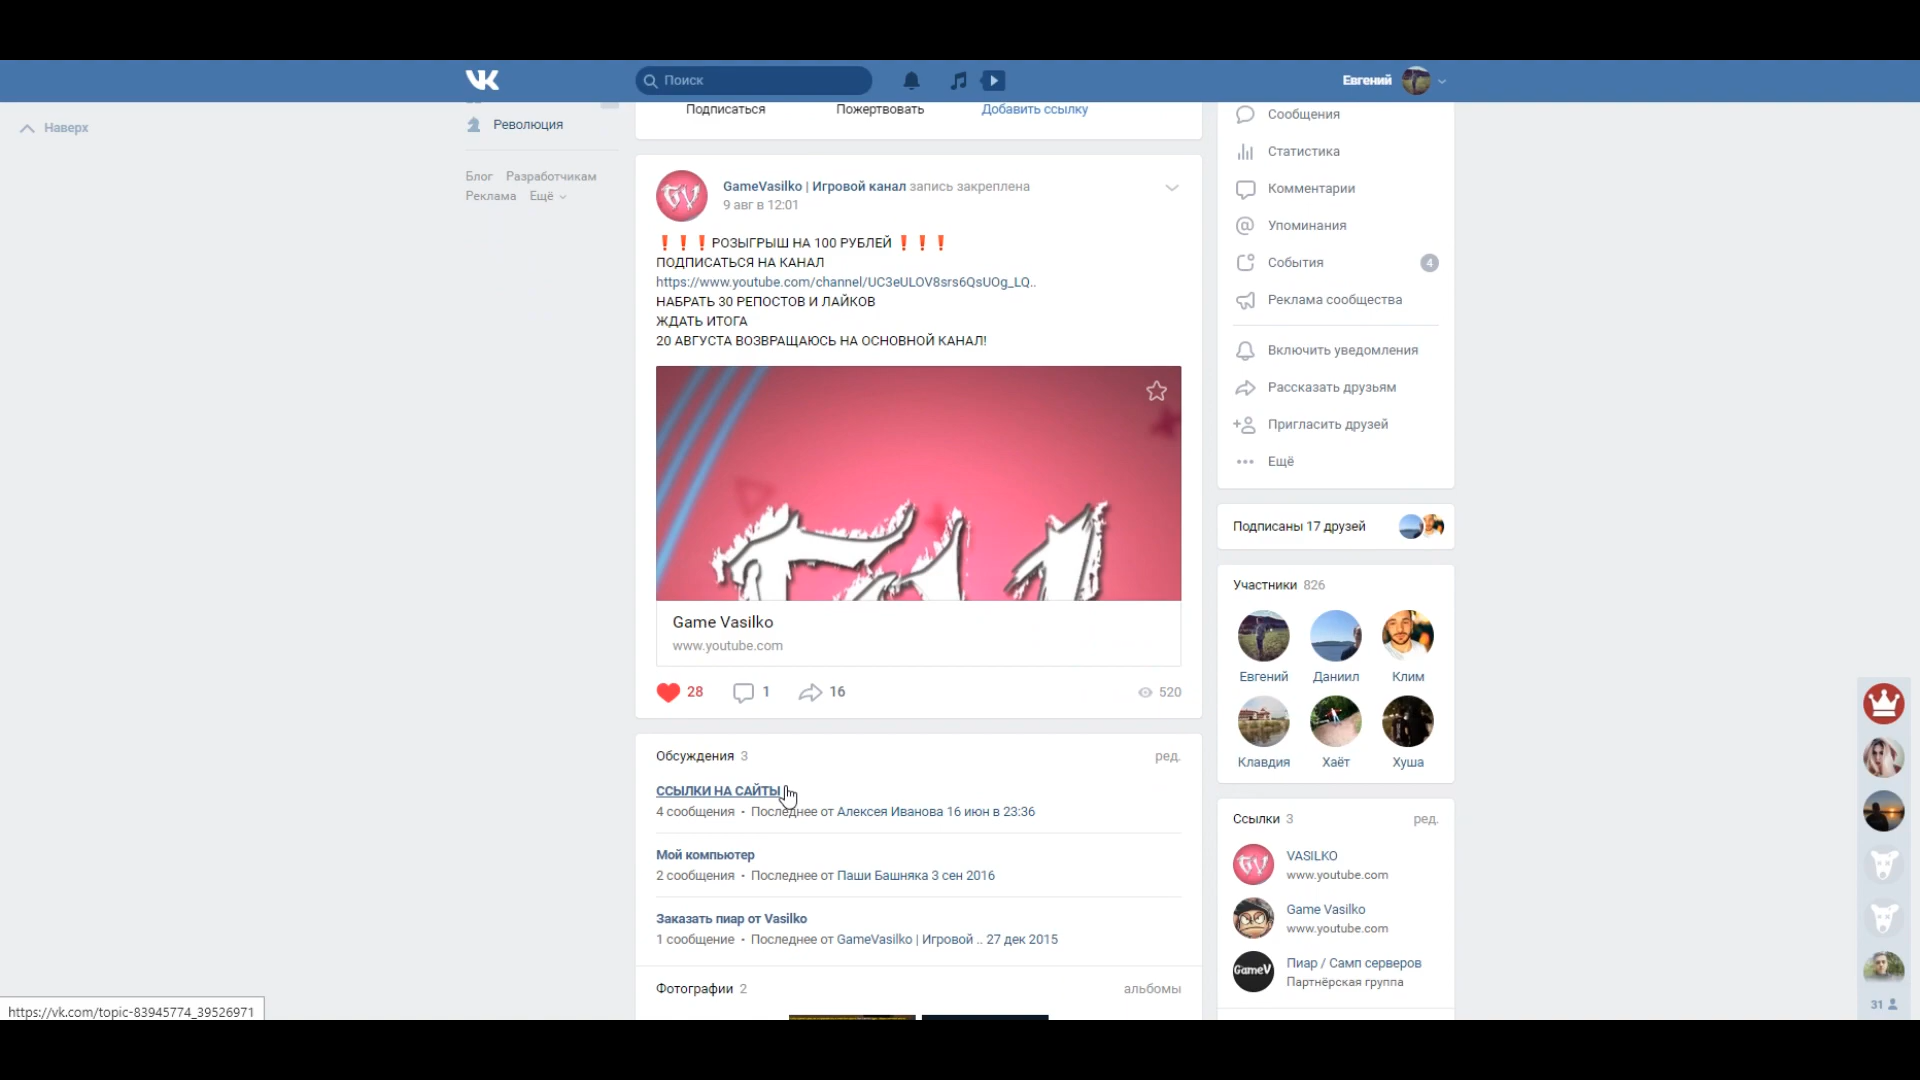 Поиск
Евгений
Наверх
Революция
Блог Разработчикам
Реклама Ещё
Подписаться Пожертвовать Добавить ссылку
GameVasilko | Игровой канал запись закреплена
9 авг в 12:01
❗❗❗РОЗЫГРЫШ НА 100 РУБЛЕЙ❗❗❗
ПОДПИСАТЬСЯ НА КАНАЛ
https://www.youtube.com/channel/UC3eULOV8srs6QsUOg_LQ..
НАБРАТЬ 30 РЕПОСТОВ И ЛАЙКОВ
ЖДАТЬ ИТОГА
20 АВГУСТА ВОЗВРАЩАЮСЬ НА ОСНОВНОЙ КАНАЛ!
Game Vasilko
www.youtube.com
28 1 16 520
Обсуждения 3 ред.
ССЫЛКИ НА САЙТЫ
4 сообщения · Последнее от Алексея Иванова 16 июн в 23:36
Мой компьютер
2 сообщения · Последнее от Паши Башняка 3 сен 2016
Заказать пиар от Vasilko
1 сообщение · Последнее от GameVasilko | Игровой .. 27 дек 2015
Фотографии 2 альбомы
Сообщения
Статистика
Комментарии
Упоминания
События 4
Реклама сообщества
Включить уведомления
Рассказать друзьям
Пригласить друзей
Ещё
Подписаны 17 друзей
Участники 826
Евгений Даниил Клим
Клавдия Хаёт Хуша
Ссылки 3 ред.
GV
VASILKO
www.youtube.com
Game Vasilko
www.youtube.com
GameV
Пиар / Самп серверов
Партнёрская группа
31
https://vk.com/topic-83945774_39526971